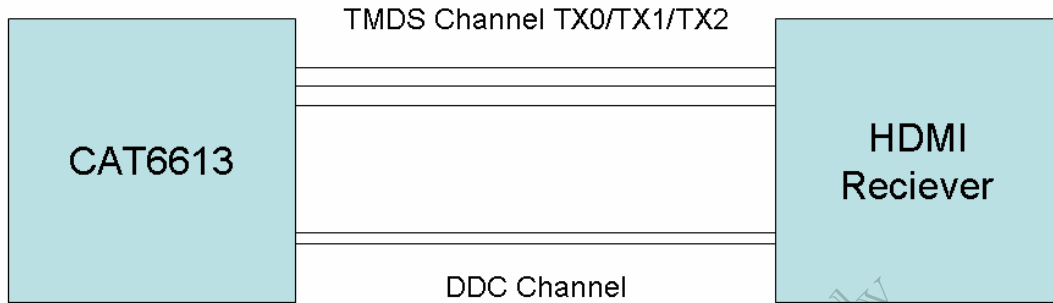 TMDS Channel TX0/TX1/TX2
CAT6613
HDMI
Reciever
DDC Channel